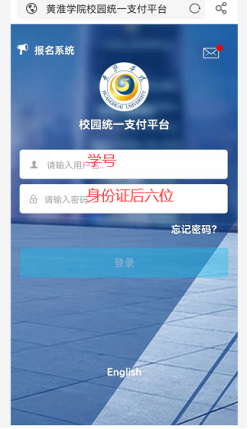 黄淮学院校园统一支付平台
报名系统
校园统一支付平台
请输入用户名
学号
请输入密码
身份证后六位
忘记密码?
登录
English